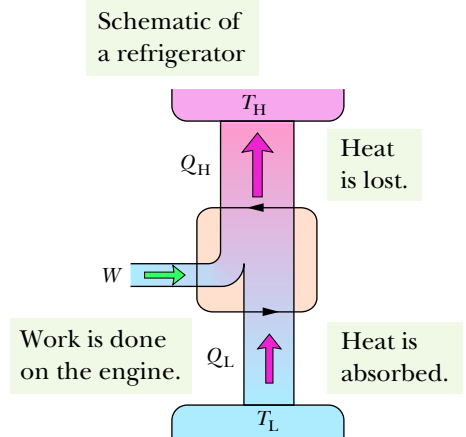 Schematic of
a refrigerator
T_H
Q_H
Heat
is lost.
W
Work is done
on the engine.
Q_L
Heat is
absorbed.
T_L